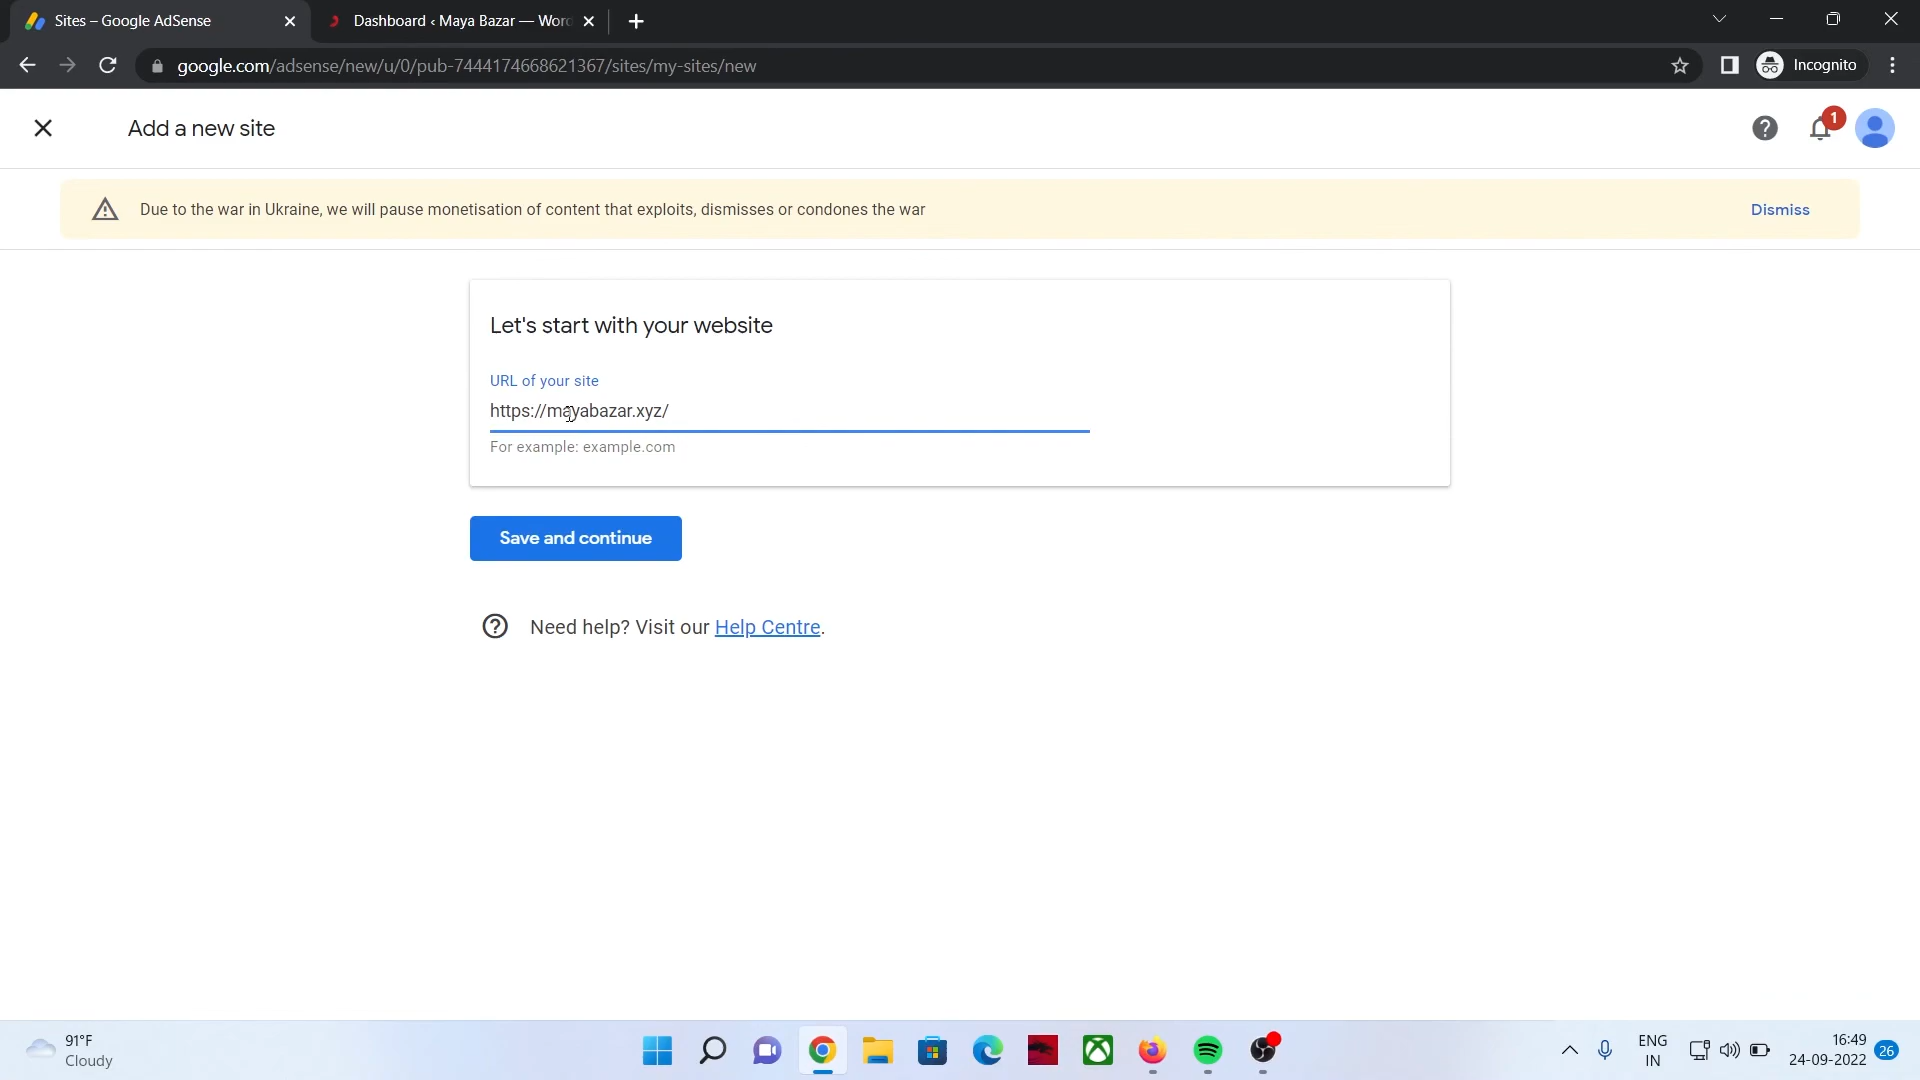 Sites – Google AdSense
Dashboard ‹ Maya Bazar — Word
google.com/adsense/new/u/0/pub-7444174668621367/sites/my-sites/new
Incognito
Add a new site
1
Due to the war in Ukraine, we will pause monetisation of content that exploits, dismisses or condones the war
Dismiss
Let's start with your website
URL of your site
https://mayabazar.xyz/
For example: example.com
Save and continue
Need help? Visit our Help Centre.
91°F
Cloudy
ENG
IN
16:49
24-09-2022
26